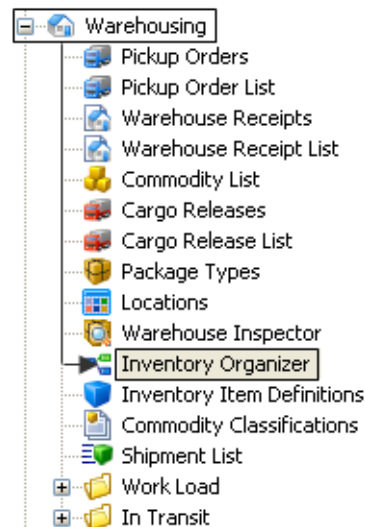 Warehousing
Pickup Orders
Pickup Order List
Warehouse Receipts
Warehouse Receipt List
Commodity List
Cargo Releases
Cargo Release List
Package Types
Locations
Warehouse Inspector
Inventory Organizer
Inventory Item Definitions
Commodity Classifications
Shipment List
Work Load
In Transit